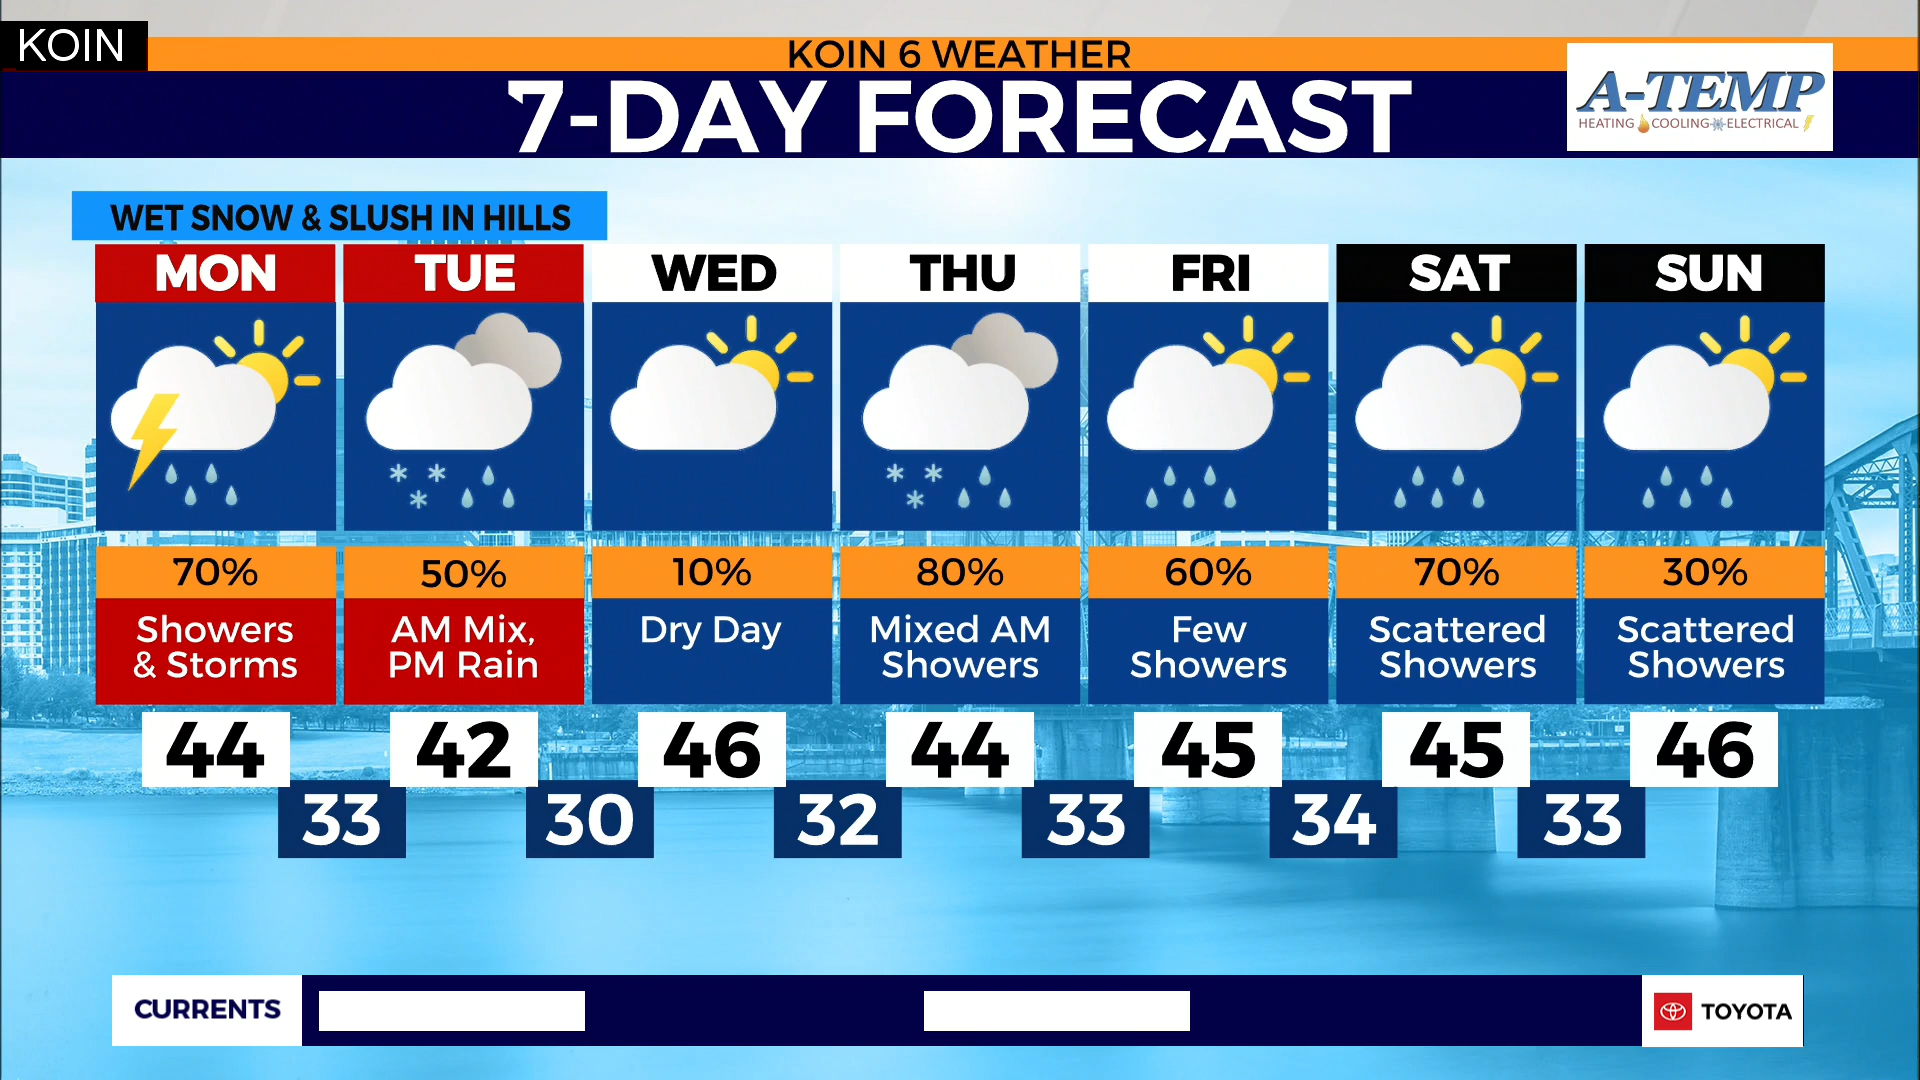 KOIN
KOIN 6 WEATHER
7-DAY FORECAST
A-TEMP
HEATING COOLING ELECTRICAL
WET SNOW & SLUSH IN HILLS
MON TUE WED THU FRI SAT SUN
70% 50% 10% 80% 60% 70% 30%
Showers AM Mix, Dry Day Mixed AM Few Scattered Scattered
& Storms PM Rain Showers Showers Showers Showers
44 42 46 44 45 45 46
33 30 32 33 34 33
CURRENTS
TOYOTA